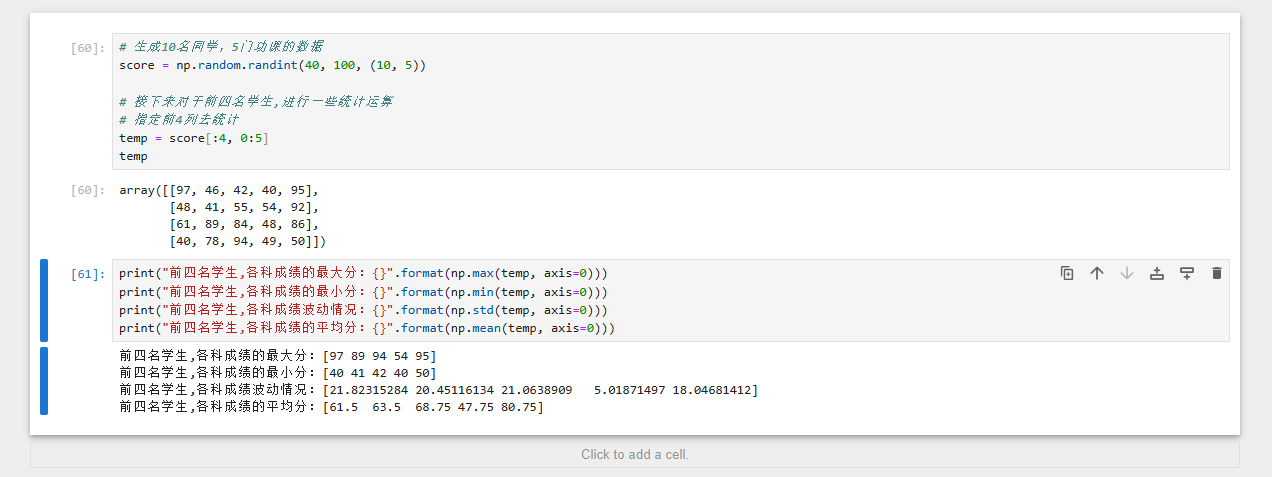 [60]: # 生成10名同学，5门功课的数据
score = np.random.randint(40, 100, (10, 5))
# 接下来对于前四名学生,进行一些统计运算
# 指定前4列去统计
temp = score[:4, 0:5]
temp
[60]: array([[97, 46, 42, 40, 95],
[48, 41, 55, 54, 92],
[61, 89, 84, 48, 86],
[40, 78, 94, 49, 50]])
[61]: print("前四名学生,各科成绩的最大分：{}".format(np.max(temp, axis=0)))
print("前四名学生,各科成绩的最小分：{}".format(np.min(temp, axis=0)))
print("前四名学生,各科成绩波动情况：{}".format(np.std(temp, axis=0)))
print("前四名学生,各科成绩的平均分：{}".format(np.mean(temp, axis=0)))
前四名学生,各科成绩的最大分：[97 89 94 54 95]
前四名学生,各科成绩的最小分：[40 41 42 40 50]
前四名学生,各科成绩波动情况：[21.82315284 20.45116134 21.0638909   5.01871497 18.04681412]
前四名学生,各科成绩的平均分：[61.5  63.5  68.75 47.75 80.75]
Click to add a cell.